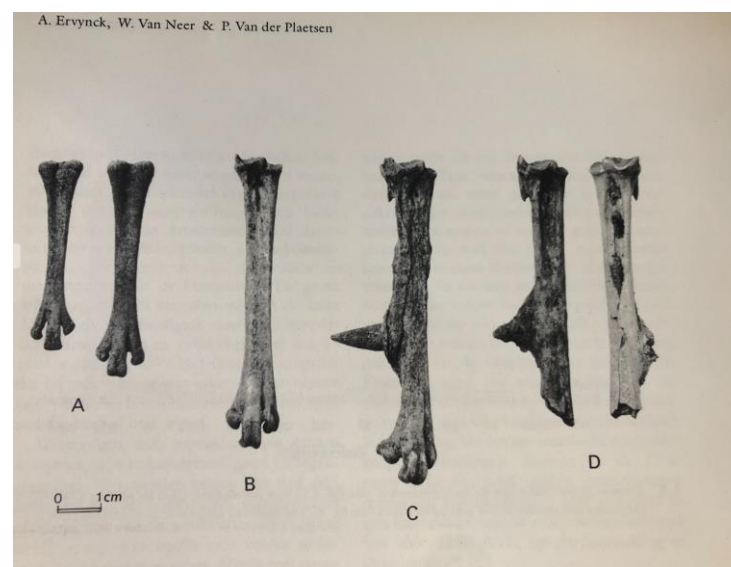 A. Ervynck, W. Van Neer & P. Van der Plaetsen
A
B
C
D
0 1cm